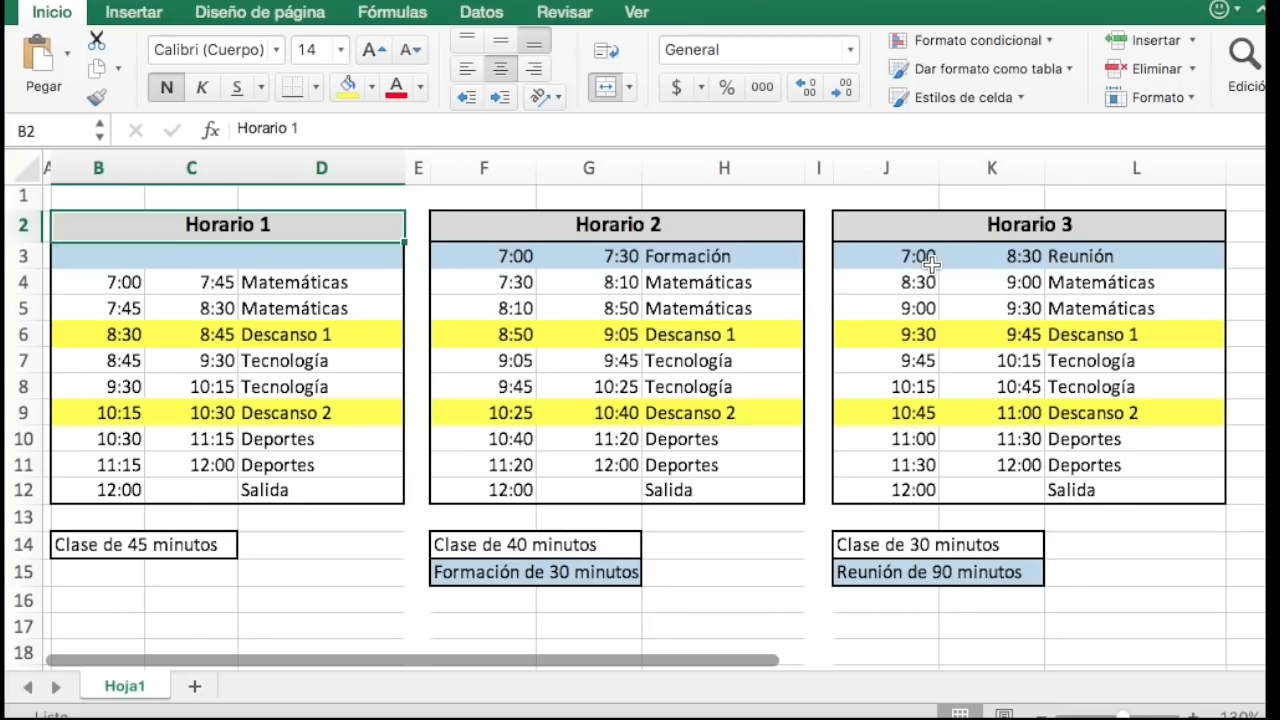 Inicio Insertar Diseño de página Fórmulas Datos Revisar Ver
Pegar Calibri (Cuerpo) 14 A A General Formato condicional Insertar
N K S A $ % 000 Dar formato como tabla Eliminar
Estilos de celda Formato
B2 fx Horario 1
A B C D E F G H I J K L
1
2 Horario 1 Horario 2 Horario 3
3 7:00 7:30 Formación 7:00 8:30 Reunión
4 7:00 7:45 Matemáticas 7:30 8:10 Matemáticas 8:30 9:00 Matemáticas
5 7:45 8:30 Matemáticas 8:10 8:50 Matemáticas 9:00 9:30 Matemáticas
6 8:30 8:45 Descanso 1 8:50 9:05 Descanso 1 9:30 9:45 Descanso 1
7 8:45 9:30 Tecnología 9:05 9:45 Tecnología 9:45 10:15 Tecnología
8 9:30 10:15 Tecnología 9:45 10:25 Tecnología 10:15 10:45 Tecnología
9 10:15 10:30 Descanso 2 10:25 10:40 Descanso 2 10:45 11:00 Descanso 2
10 10:30 11:15 Deportes 10:40 11:20 Deportes 11:00 11:30 Deportes
11 11:15 12:00 Deportes 11:20 12:00 Deportes 11:30 12:00 Deportes
12 12:00 Salida 12:00 Salida 12:00 Salida
13
14 Clase de 45 minutos Clase de 40 minutos Clase de 30 minutos
15 Formación de 30 minutos Reunión de 90 minutos
16
17
18
Hoja1 +